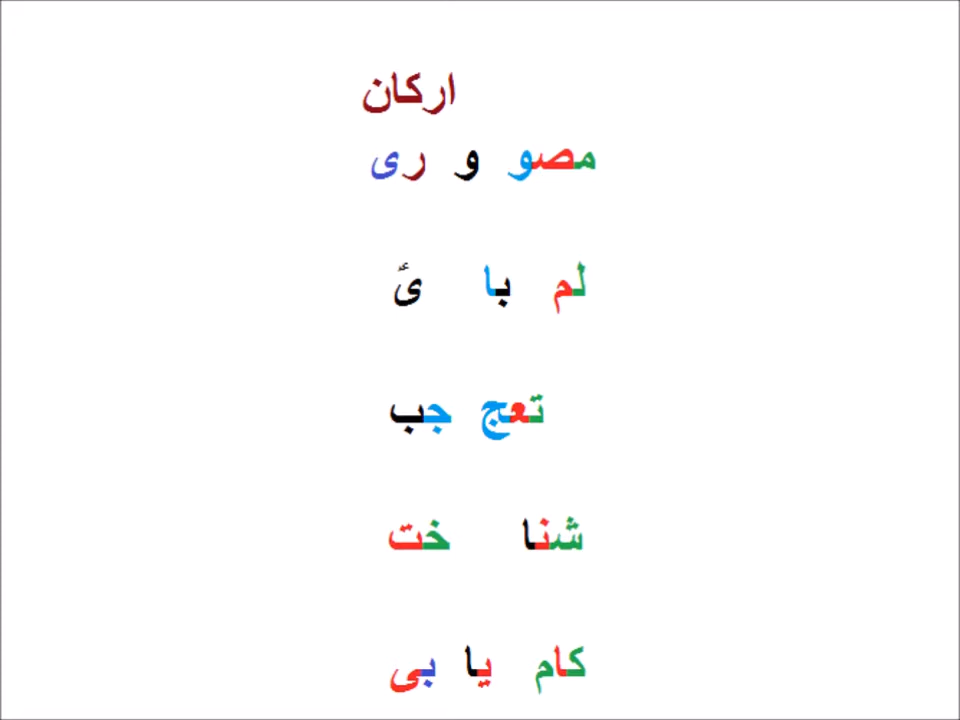 ارکان
مصو و ری
لم با ئ
تعج جب
شنا خت
کام یا بی